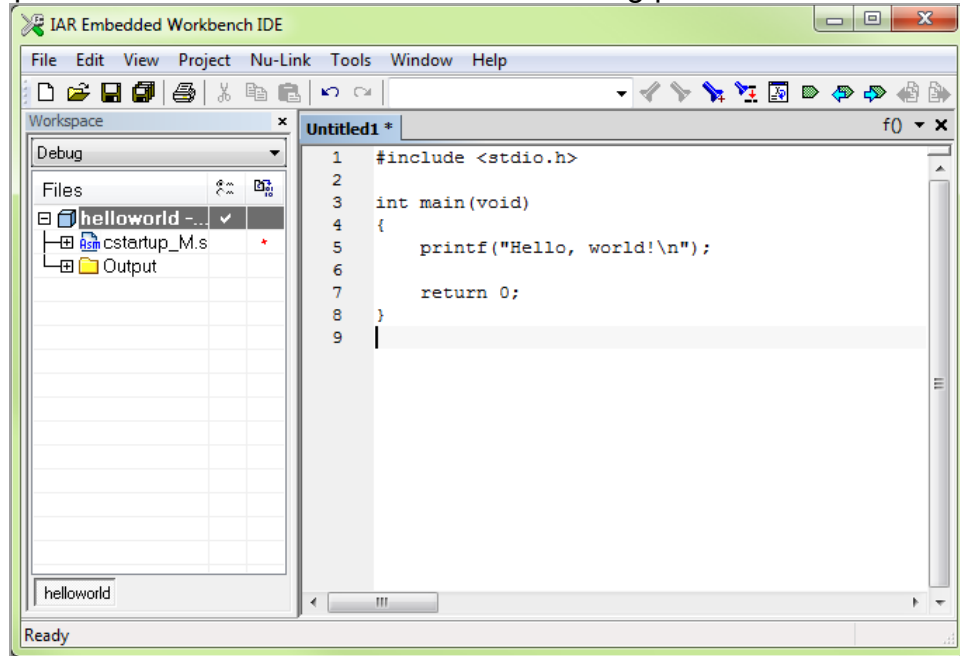 IAR Embedded Workbench IDE
File Edit View Project Nu-Link Tools Window Help
Workspace
Debug
Files
helloworld - ...
cstartup_M.s
Output
helloworld
Untitled1 *
f()
1 #include <stdio.h>
2
3 int main(void)
4 {
5 printf("Hello, world!\n");
6
7 return 0;
8 }
9
Ready